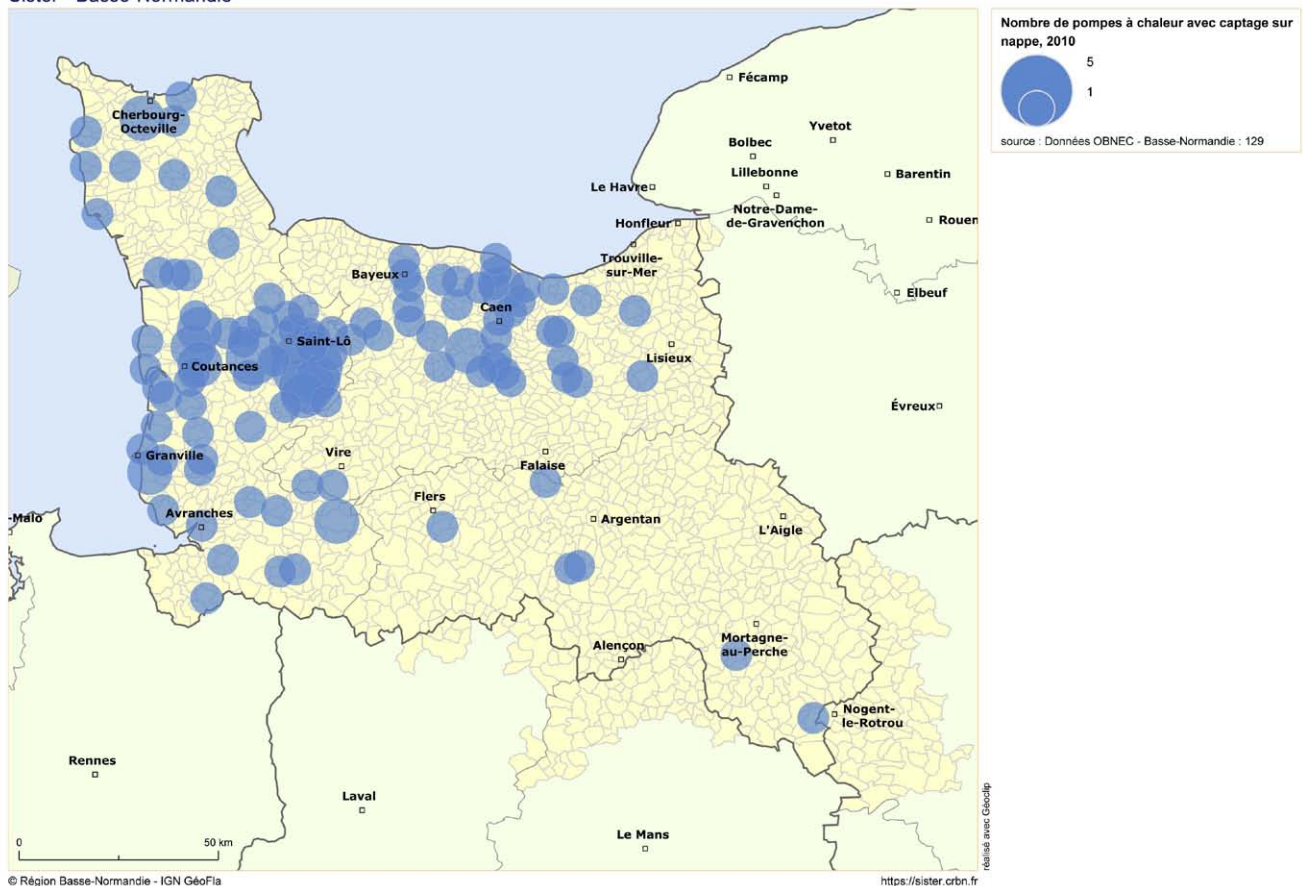 Sister - Basse-Normandie
Nombre de pompes à chaleur avec captage sur
nappe, 2010
5
1
source : Données OBNEC - Basse-Normandie : 129
Fécamp
Cherbourg-
Octeville
Yvetot
Bolbec
Lillebonne
Barentin
Le Havre
Notre-Dame-
de-Gravenchon
Rouen
Honfleur
Trouville-
sur-Mer
Bayeux
Elbeuf
Caen
Saint-Lô
Lisieux
Coutances
Évreux
Granville
Vire
Falaise
Flers
Avranches
Argentan
L'Aigle
-Malo
Mortagne-
au-Perche
Alençon
Nogent-
le-Rotrou
Rennes
Laval
Le Mans
0
50 km
réalisé avec Géoclip
© Région Basse-Normandie - IGN GéoFla
https://sister.crbn.fr